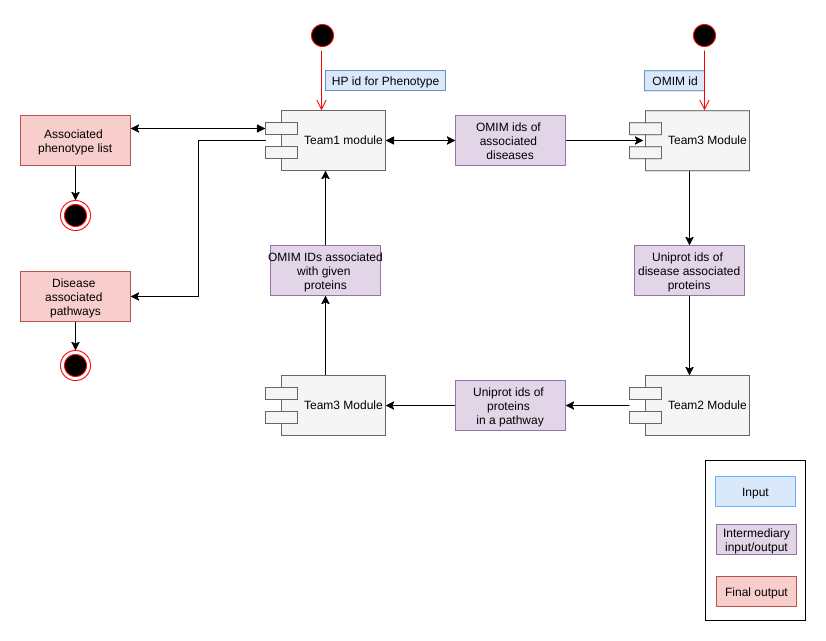 HP id for Phenotype
OMIM id
Associated
phenotype list
Team1 module
OMIM ids of
associated
diseases
Team3 Module
Disease
associated
pathways
OMIM IDs associated
with given
proteins
Uniprot ids of
disease associated
proteins
Team3 Module
Uniprot ids of
proteins
in a pathway
Team2 Module
Input
Intermediary
input/output
Final output